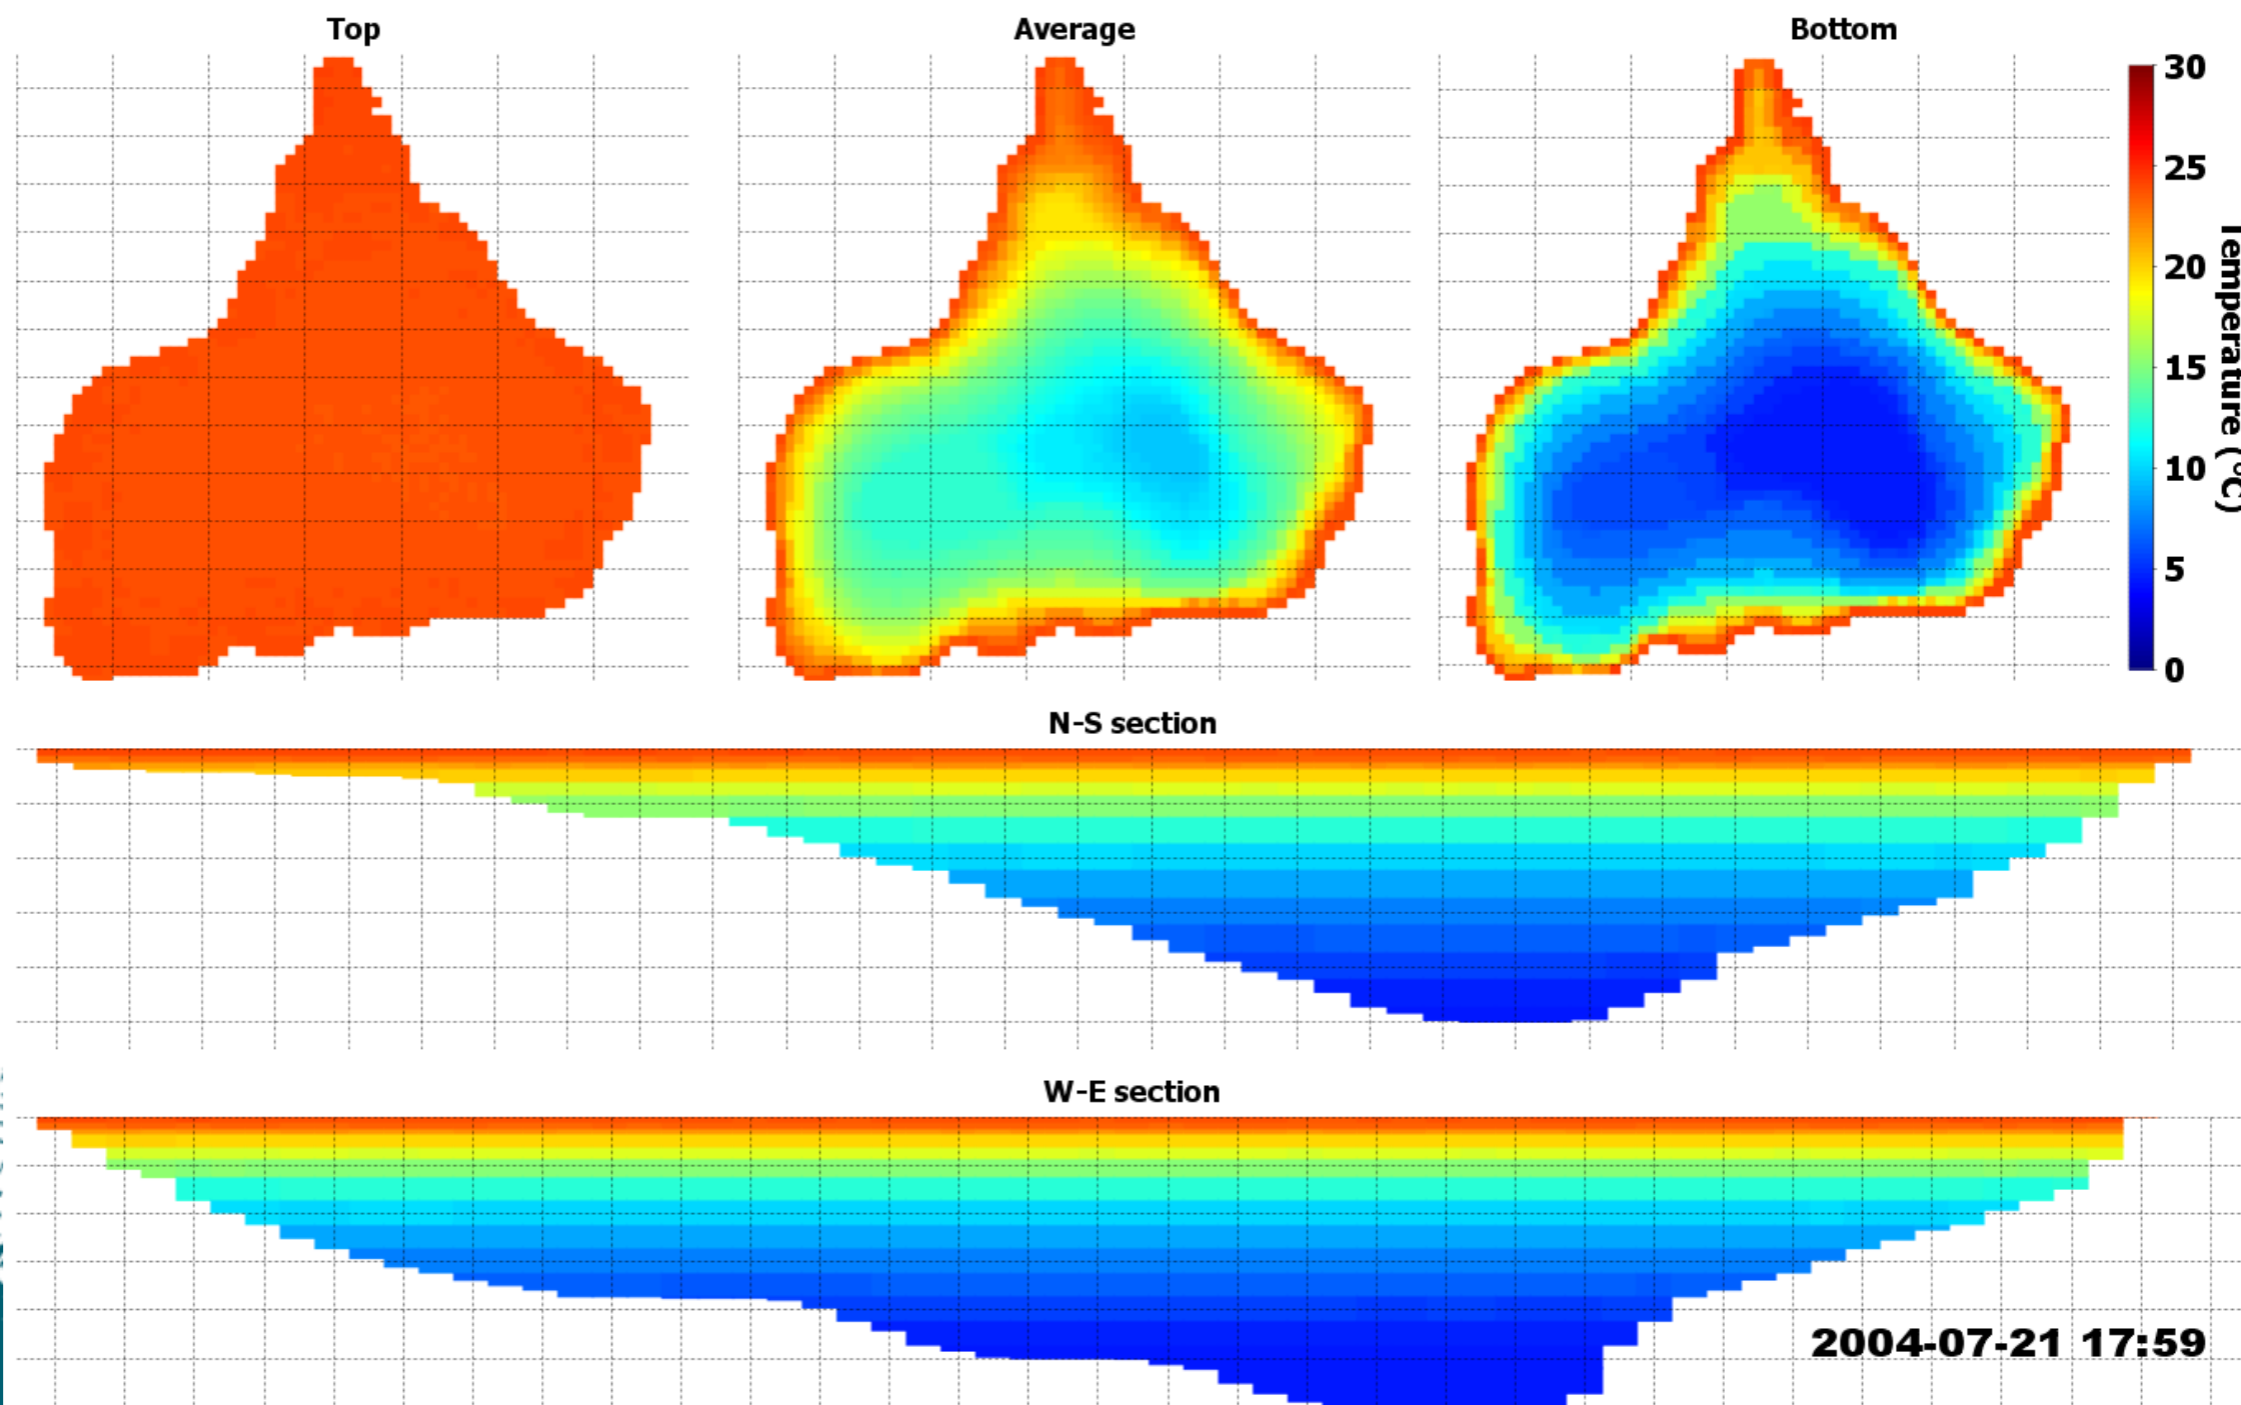 Top
Average
Bottom
30
25
20
15
10
5
0
Temperature (°C)
N-S section
W-E section
2004-07-21 17:59